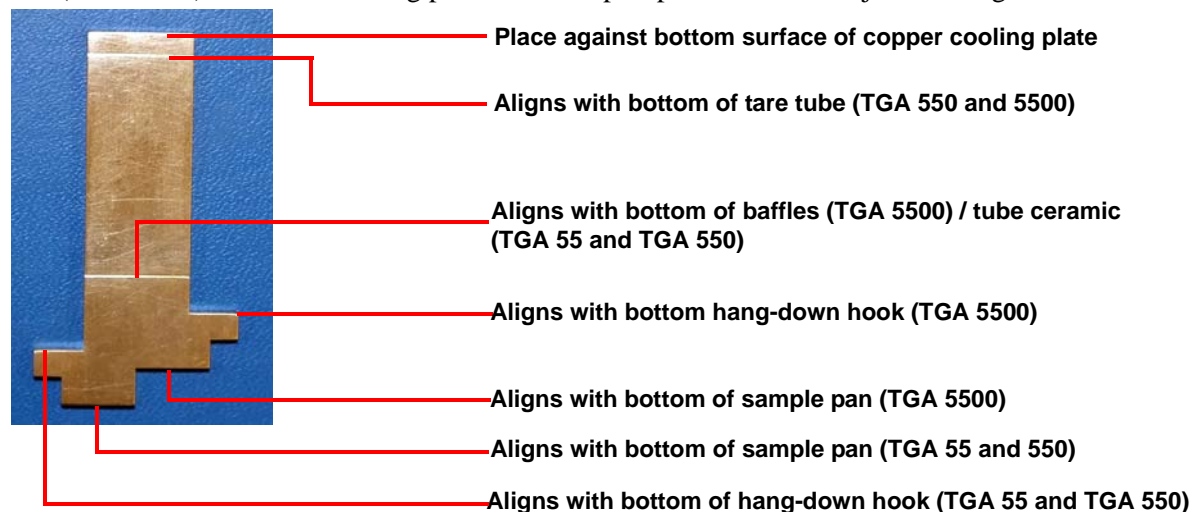 Place against bottom surface of copper cooling plate
Aligns with bottom of tare tube (TGA 550 and 5500)
Aligns with bottom of baffles (TGA 5500) / tube ceramic
(TGA 55 and TGA 550)
Aligns with bottom hang-down hook (TGA 5500)
Aligns with bottom of sample pan (TGA 5500)
Aligns with bottom of sample pan (TGA 55 and 550)
Aligns with bottom of hang-down hook (TGA 55 and TGA 550)